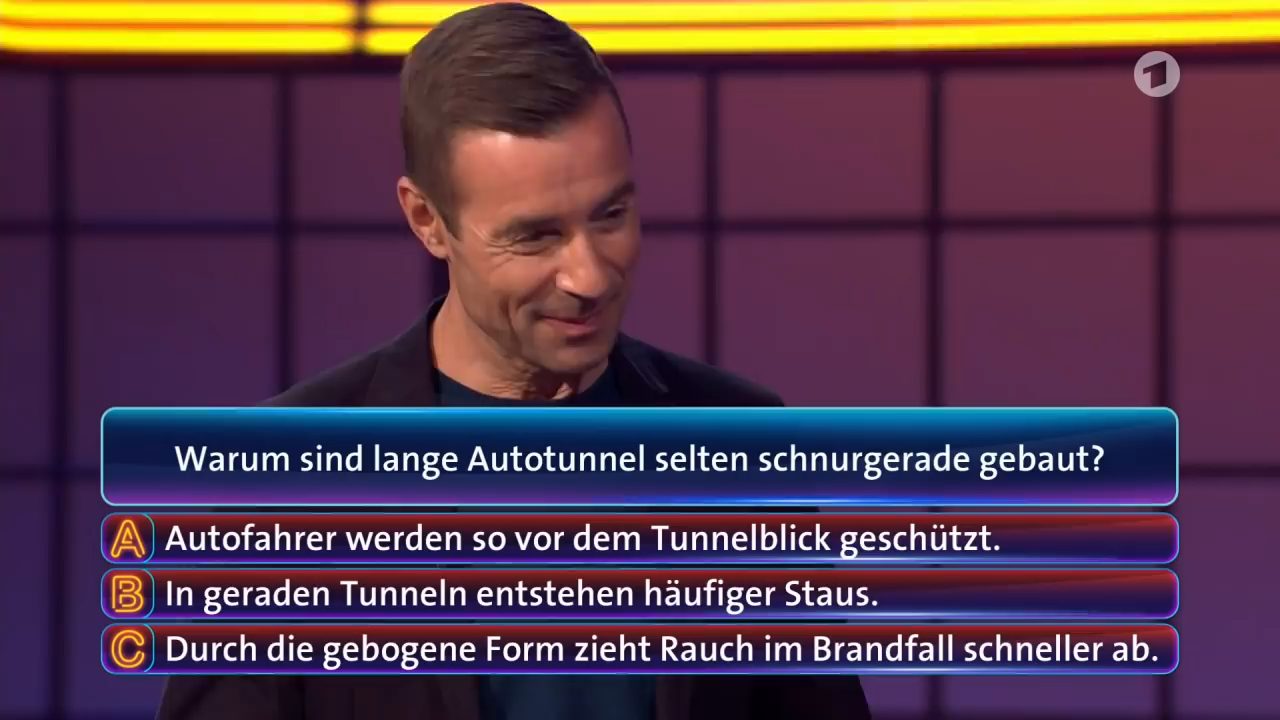 1
Warum sind lange Autotunnel selten schnurgerade gebaut?
A Autofahrer werden so vor dem Tunnelblick geschützt.
B In geraden Tunneln entstehen häufiger Staus.
C Durch die gebogene Form zieht Rauch im Brandfall schneller ab.